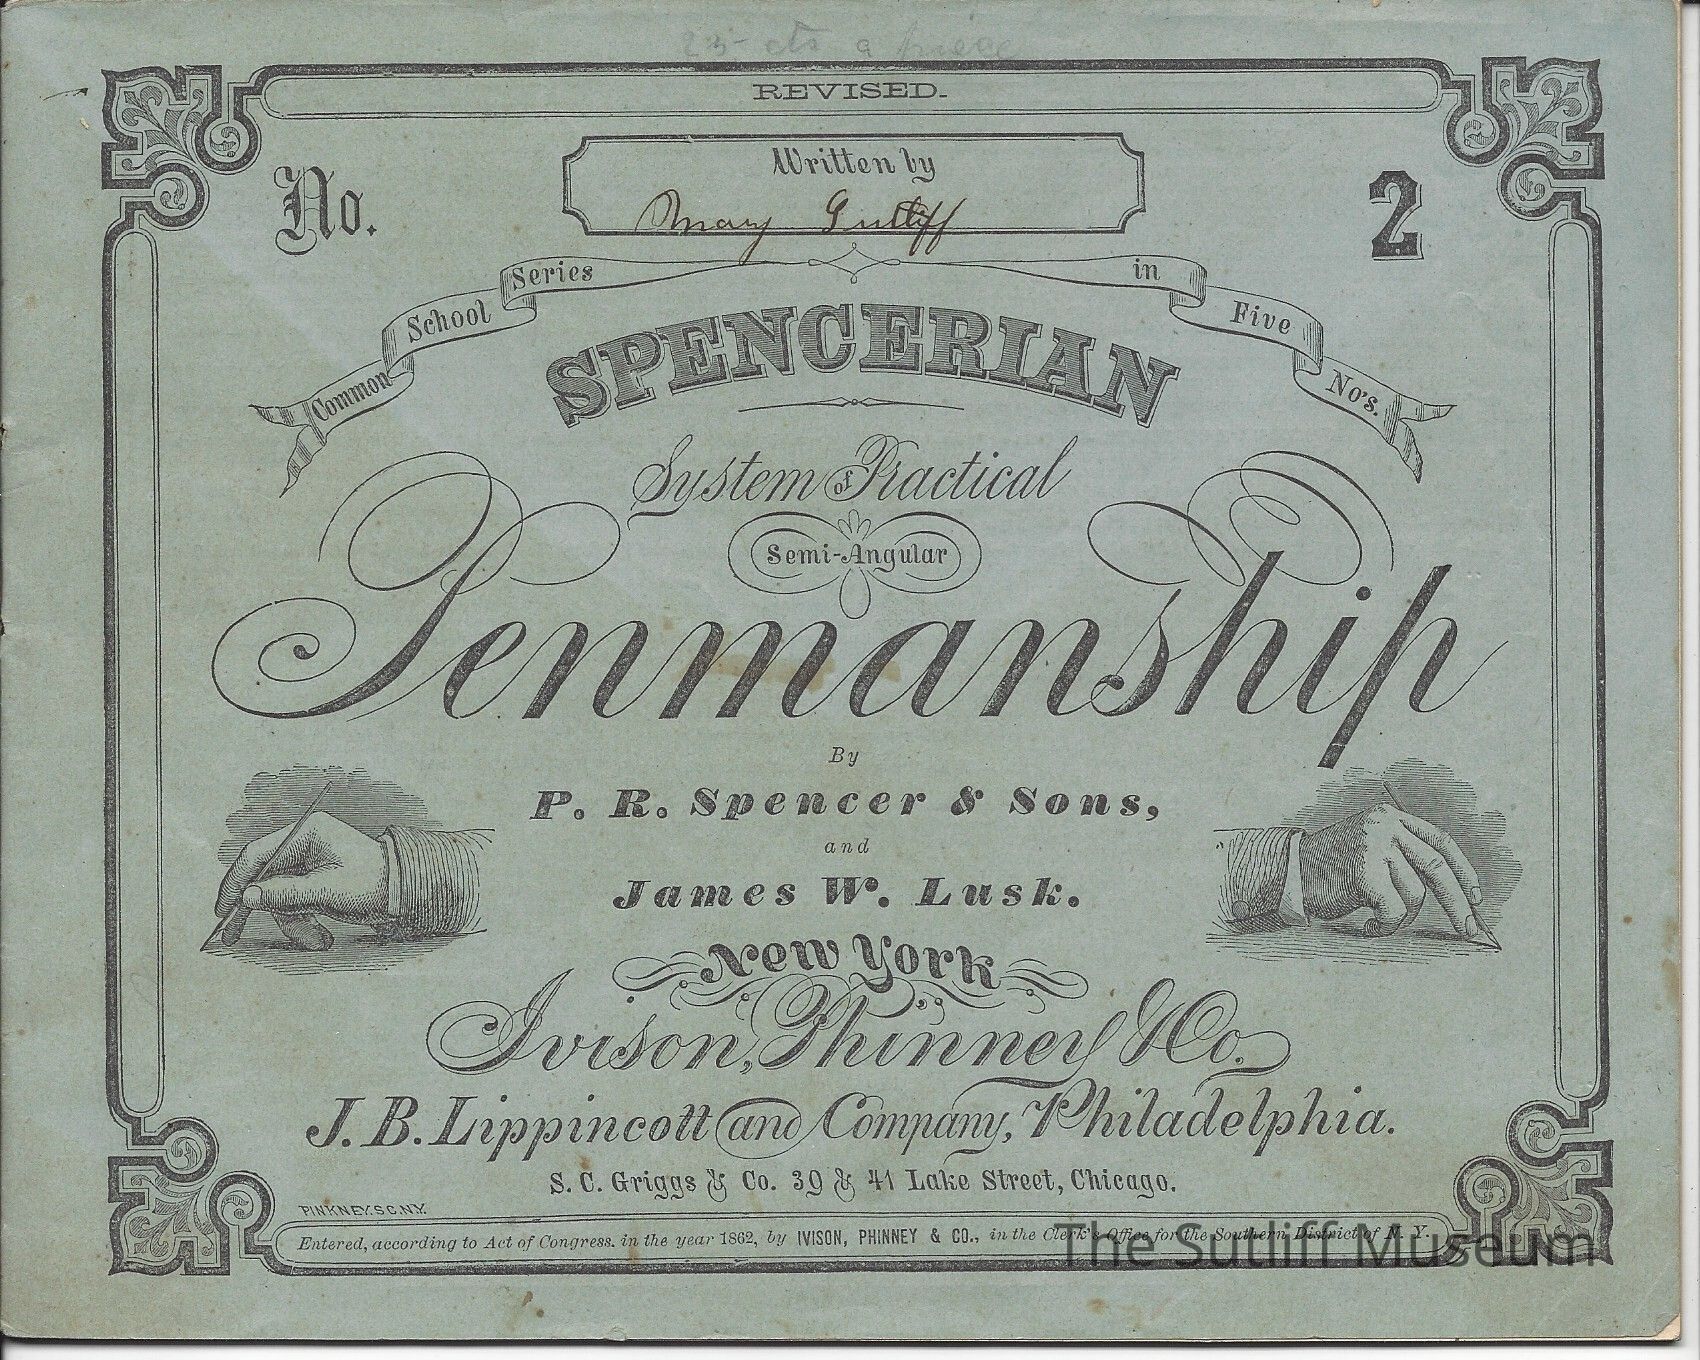 23 cts a piece
REVISED.
No.
Written by
Mary Sutliff
2
Common School Series in Five No's.
SPENCERIAN
System of Practical
Semi-Angular
Penmanship
By
P. R. Spencer & Sons,
and
James W. Lusk.
New York
Ivison, Phinney & Co.
J. B. Lippincott and Company, Philadelphia.
S. C. Griggs & Co. 39 & 41 Lake Street, Chicago.
PINKNEY.SC.N.Y.
Entered, according to Act of Congress. in the year 1862, by IVISON, PHINNEY & CO., in the Clerk's Office for the Southern District of N. Y.
The Sutliff Museum